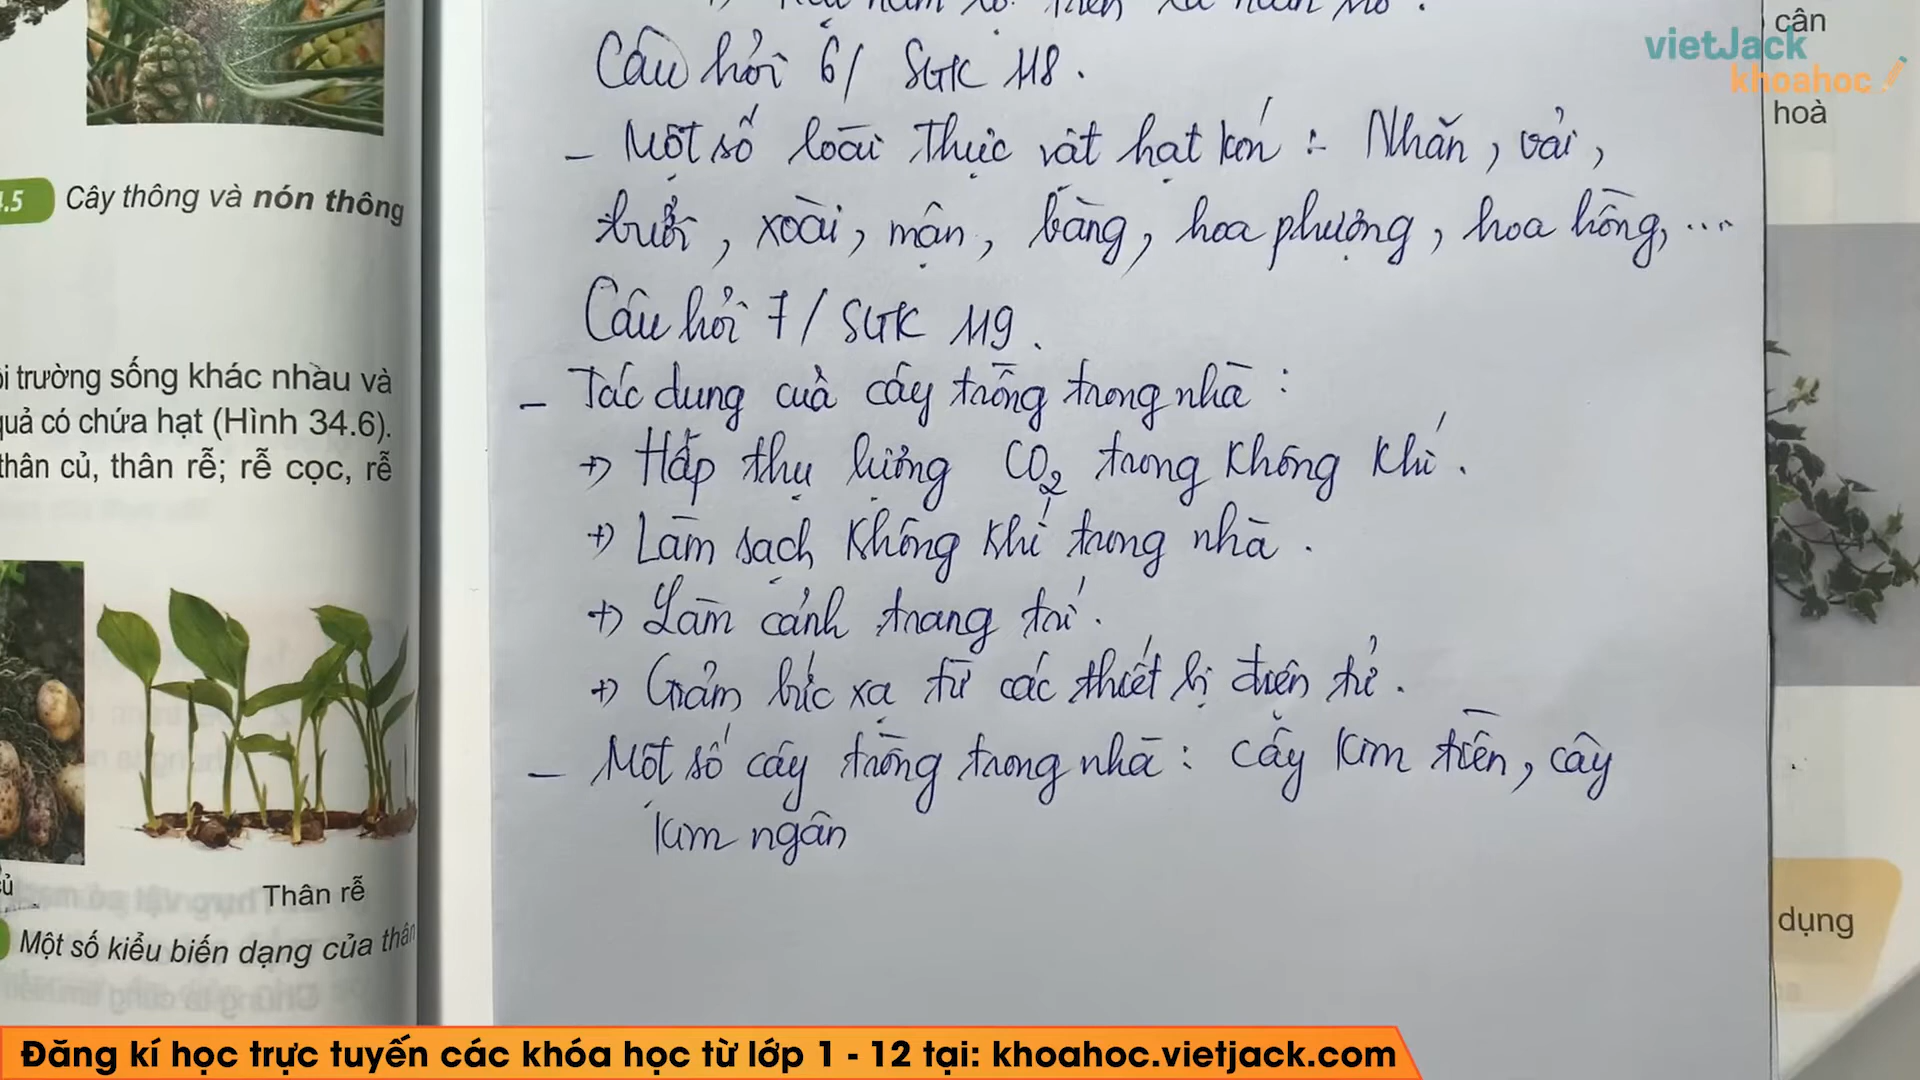 Câu hỏi 6/ SGK 118.
- Một số loài thực vật hạt kín: Nhãn, vải,
bưởi, xoài, mận, bàng, hoa phượng, hoa hồng, ...
Câu hỏi 7/ SGK 119.
- Tác dụng của cây trồng trong nhà:
+) Hấp thụ lượng CO2 trong không khí.
+) Làm sạch không khí trong nhà.
+) Làm cảnh trang trí.
+) Giảm bức xạ từ các thiết bị điện tử.
- Một số cây trồng trong nhà: cây kim tiền, cây
kim ngân
.5 Cây thông và nón thông
trường sống khác nhau và
có chứa hạt (Hình 34.6).
thân củ, thân rễ; rễ cọc, rễ
Thân rễ
Một số kiểu biến dạng của thân
cân
hoà
dụng
vietJack
khoahoc
Đăng kí học trực tuyến các khóa học từ lớp 1 - 12 tại: khoahoc.vietjack.com